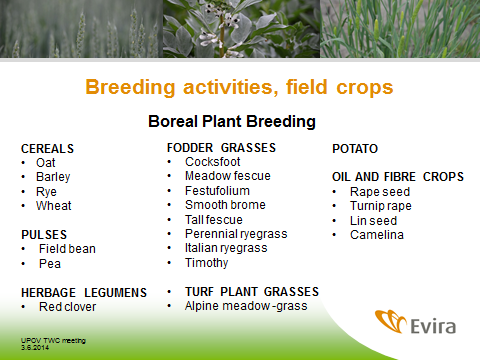 Breeding activities, field crops
Boreal Plant Breeding
CEREALS
• Oat
• Barley
• Rye
• Wheat
PULSES
• Field bean
• Pea
HERBAGE LEGUMENS
• Red clover
FODDER GRASSES
• Cocksfoot
• Meadow fescue
• Festufolium
• Smooth brome
• Tall fescue
• Perennial ryegrass
• Italian ryegrass
• Timothy
• TURF PLANT GRASSES
• Alpine meadow -grass
POTATO
OIL AND FIBRE CROPS
• Rape seed
• Turnip rape
• Lin seed
• Camelina
UPOV TWC meeting
3.6.2014
Evira